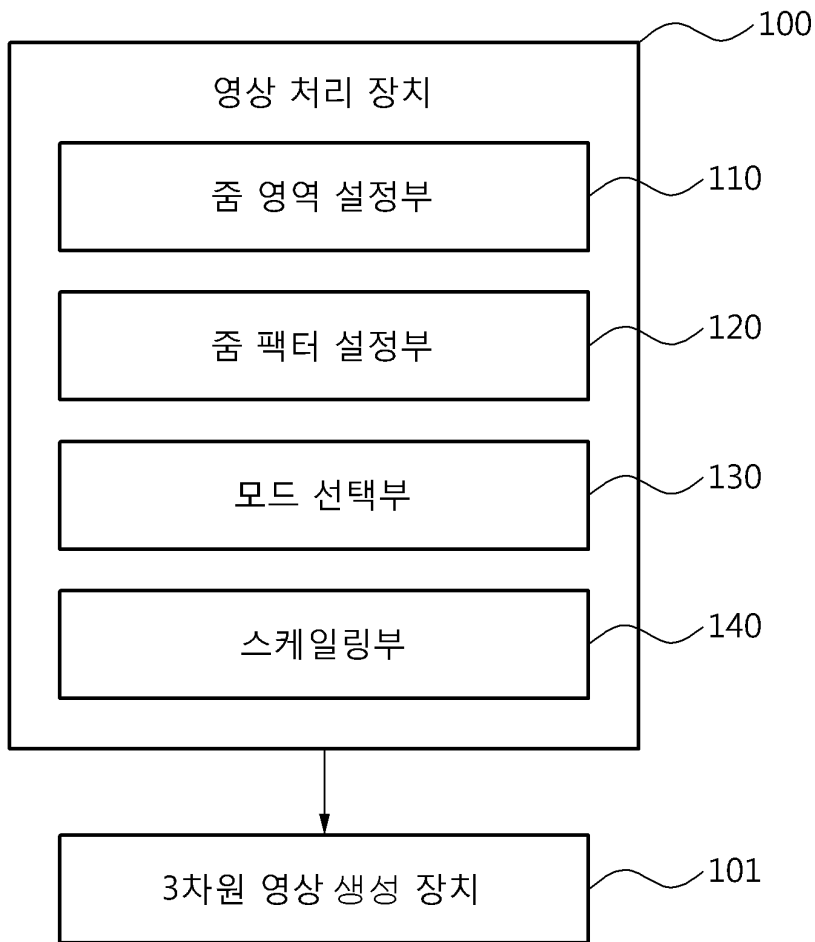 100
영상 처리 장치
줌 영역 설정부
110
줌 팩터 설정부
120
모드 선택부
130
스케일링부
140
3차원 영상 생성 장치
101